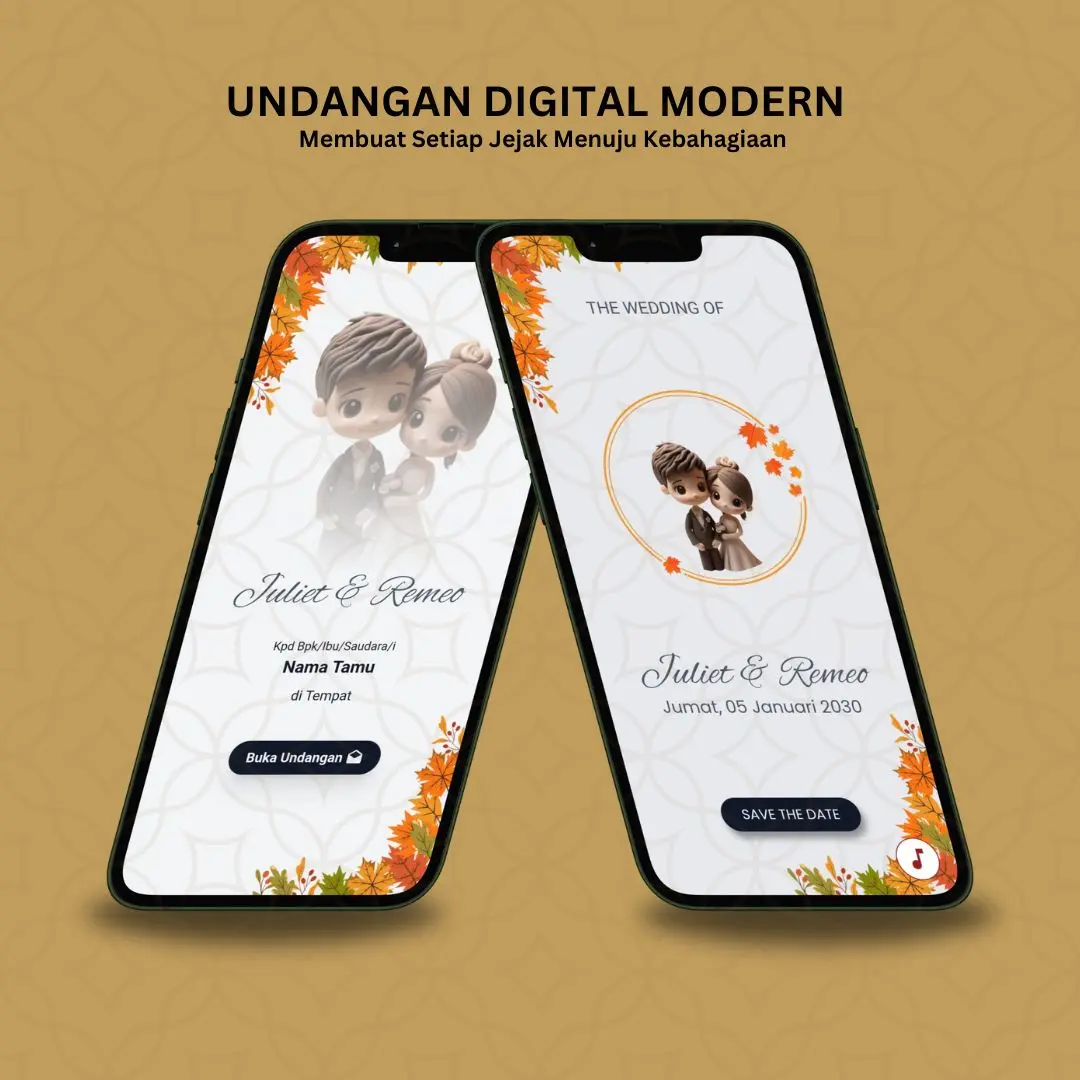 UNDANGAN DIGITAL MODERN
Membuat Setiap Jejak Menuju Kebahagiaan
Juliet & Remeo
Kpd Bpk/Ibu/Saudara/i
Nama Tamu
di Tempat
Buka Undangan
THE WEDDING OF
Juliet & Remeo
Jumat, 05 Januari 2030
SAVE THE DATE